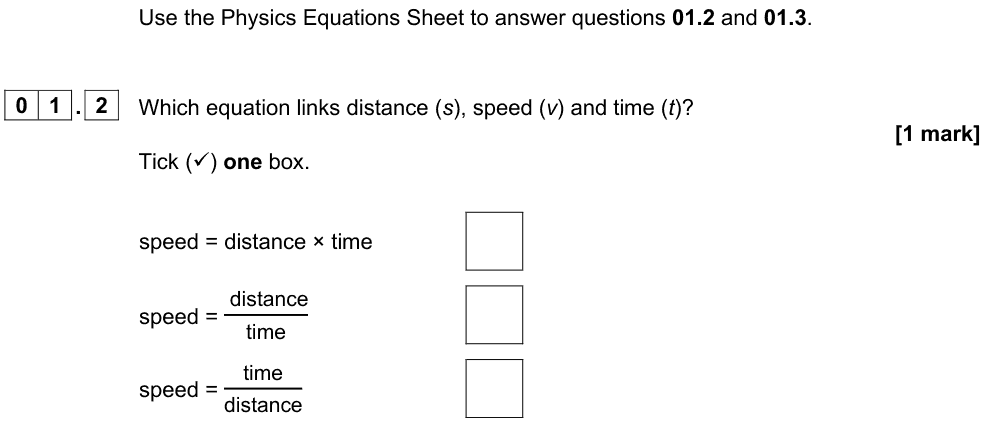 Use the Physics Equations Sheet to answer questions 01.2 and 01.3.
0 1 . 2 Which equation links distance (s), speed (v) and time (t)?
[1 mark]
Tick (✓) one box.
speed = distance × time
speed = distance / time
speed = time / distance